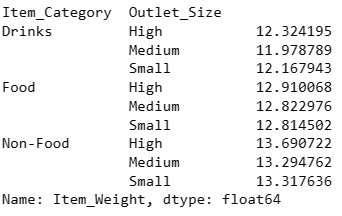 Item_Category  Outlet_Size
Drinks         High           12.324195
               Medium         11.978789
               Small          12.167943
Food           High           12.910068
               Medium         12.822976
               Small          12.814502
Non-Food       High           13.690722
               Medium         13.294762
               Small          13.317636
Name: Item_Weight, dtype: float64